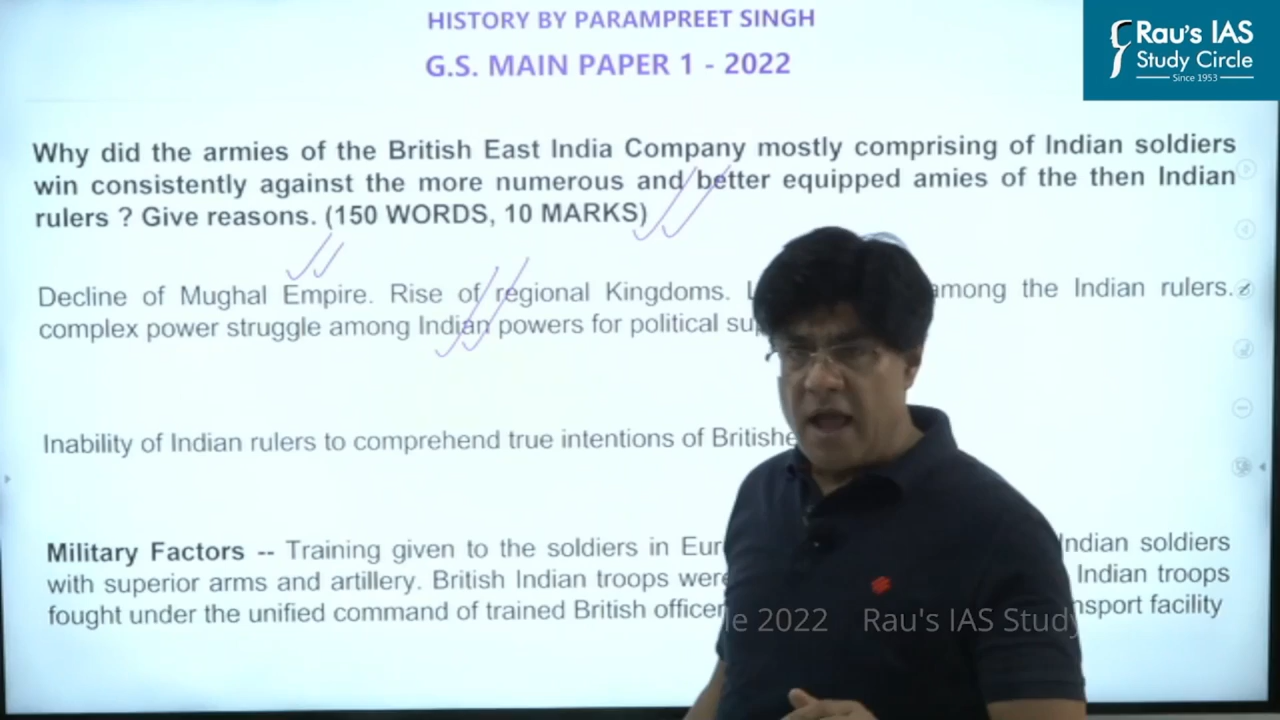 HISTORY BY PARAMPREET SINGH
G.S. MAIN PAPER 1 - 2022
Rau's IAS
Study Circle
Since 1953
Why did the armies of the British East India Company mostly comprising of Indian soldiers
win consistently against the more numerous and better equipped amies of the then Indian
rulers ? Give reasons. (150 WORDS, 10 MARKS)
Decline of Mughal Empire. Rise of regional Kingdoms. among the Indian rulers.
complex power struggle among Indian powers for political
Inability of Indian rulers to comprehend true intentions of
Military Factors -- Training given to the soldiers in Indian soldiers
with superior arms and artillery. British Indian troops were Indian troops
fought under the unified command of trained British facility
2022 Rau's IAS Study